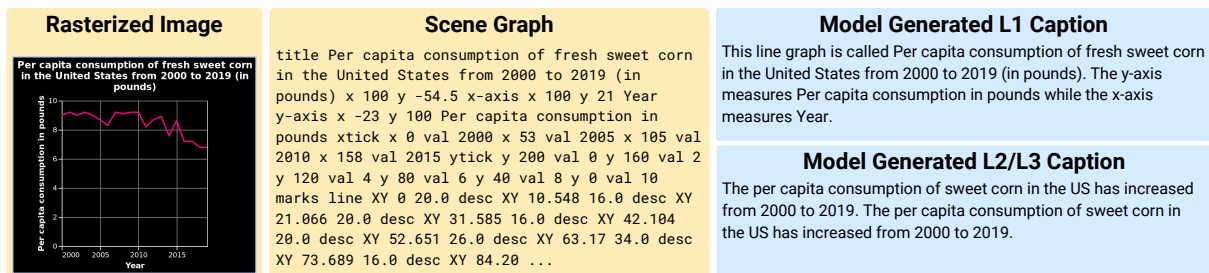 Rasterized Image
Per capita consumption of fresh sweet corn
in the United States from 2000 to 2019 (in
pounds)
Per capita consumption in pounds
10
8
6
4
2
0
2000 2005 2010 2015
Year
Scene Graph
title Per capita consumption of fresh sweet corn
in the United States from 2000 to 2019 (in
pounds) x 100 y -54.5 x-axis x 100 y 21 Year
y-axis x -23 y 100 Per capita consumption in
pounds xtick x 0 val 2000 x 53 val 2005 x 105 val
2010 x 158 val 2015 ytick y 200 val 0 y 160 val 2
y 120 val 4 y 80 val 6 y 40 val 8 y 0 val 10
marks line XY 0 20.0 desc XY 10.548 16.0 desc XY
21.066 20.0 desc XY 31.585 16.0 desc XY 42.104
20.0 desc XY 52.651 26.0 desc XY 63.17 34.0 desc
XY 73.689 16.0 desc XY 84.20 ...
Model Generated L1 Caption
This line graph is called Per capita consumption of fresh sweet corn
in the United States from 2000 to 2019 (in pounds). The y-axis
measures Per capita consumption in pounds while the x-axis
measures Year.
Model Generated L2/L3 Caption
The per capita consumption of sweet corn in the US has increased
from 2000 to 2019. The per capita consumption of sweet corn in
the US has increased from 2000 to 2019.